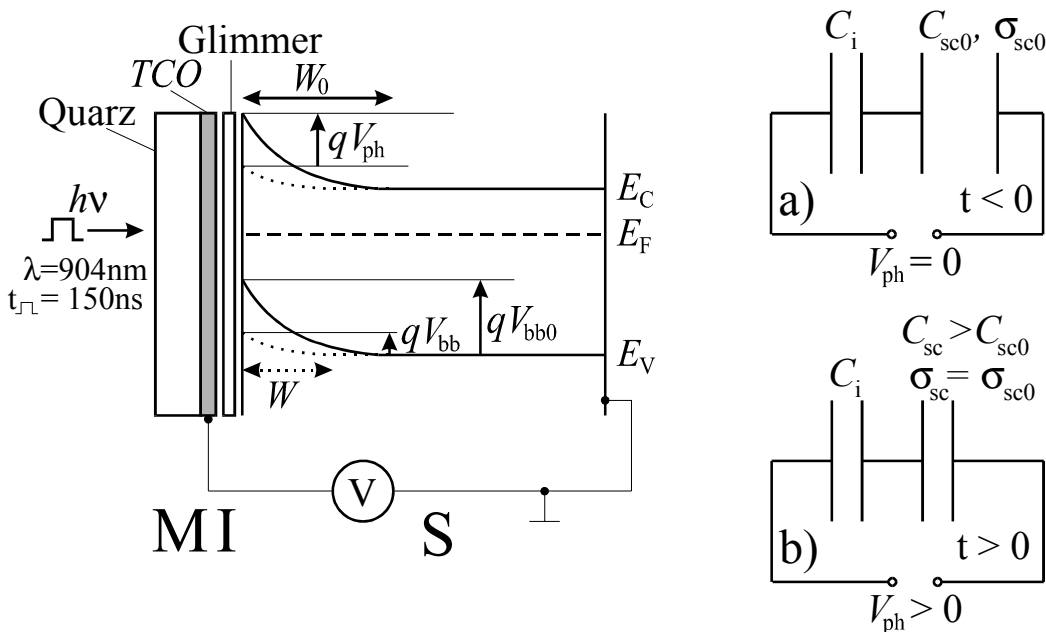 Glimmer
TCO
Quarz
W₀
qVph
hν
λ=904nm
t = 150ns
EC
EF
EV
qVbb
qVbb0
W
V
M I S
Ci Csc0, σsc0
a) t < 0
Vph = 0
Csc > Csc0
Ci σsc = σsc0
b) t > 0
Vph > 0